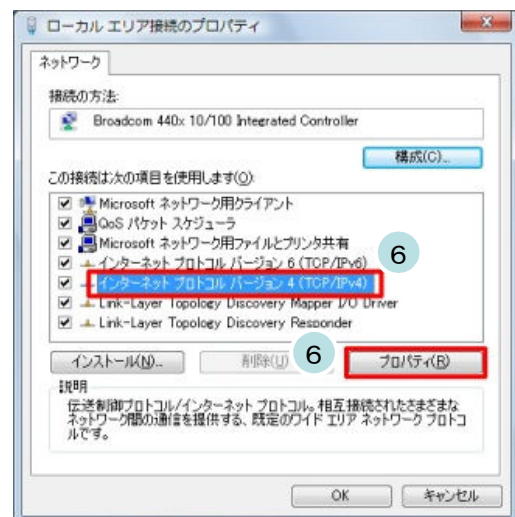 ローカル エリア接続のプロパティ
ネットワーク
接続の方法:
Broadcom 440x 10/100 Integrated Controller
構成(C)...
この接続は次の項目を使用します(O):
Microsoft ネットワーク用クライアント
QoS パケット スケジューラ
Microsoft ネットワーク用ファイルとプリンタ共有
インターネット プロトコル バージョン 6 (TCP/IPv6)
6
インターネット プロトコル バージョン 4 (TCP/IPv4)
Link-Layer Topology Discovery Mapper I/O Driver
Link-Layer Topology Discovery Responder
インストール(N)...
削除(U)
6
プロパティ(R)
説明
伝送制御プロトコル/インターネット プロトコル。相互接続されたさまざまな
ネットワーク間の通信を提供する、既定のワイド エリア ネットワーク プロトコ
ルです。
OK
キャンセル